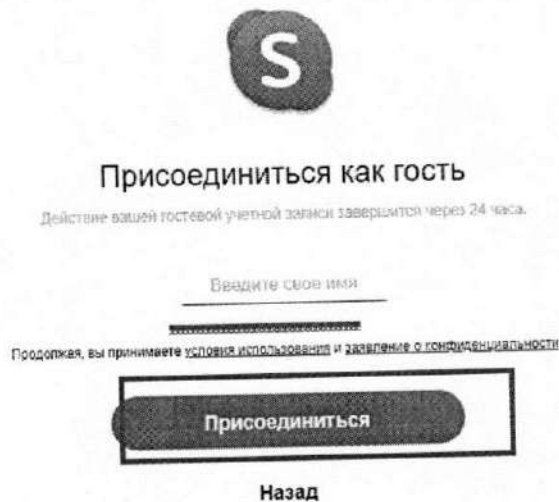 S
Присоединиться как гость
Действие вашей гостевой учетной записи завершится через 24 часа.
Введите свое имя
Продолжая, вы принимаете условия использования и заявление о конфиденциальности
Присоединиться
Назад